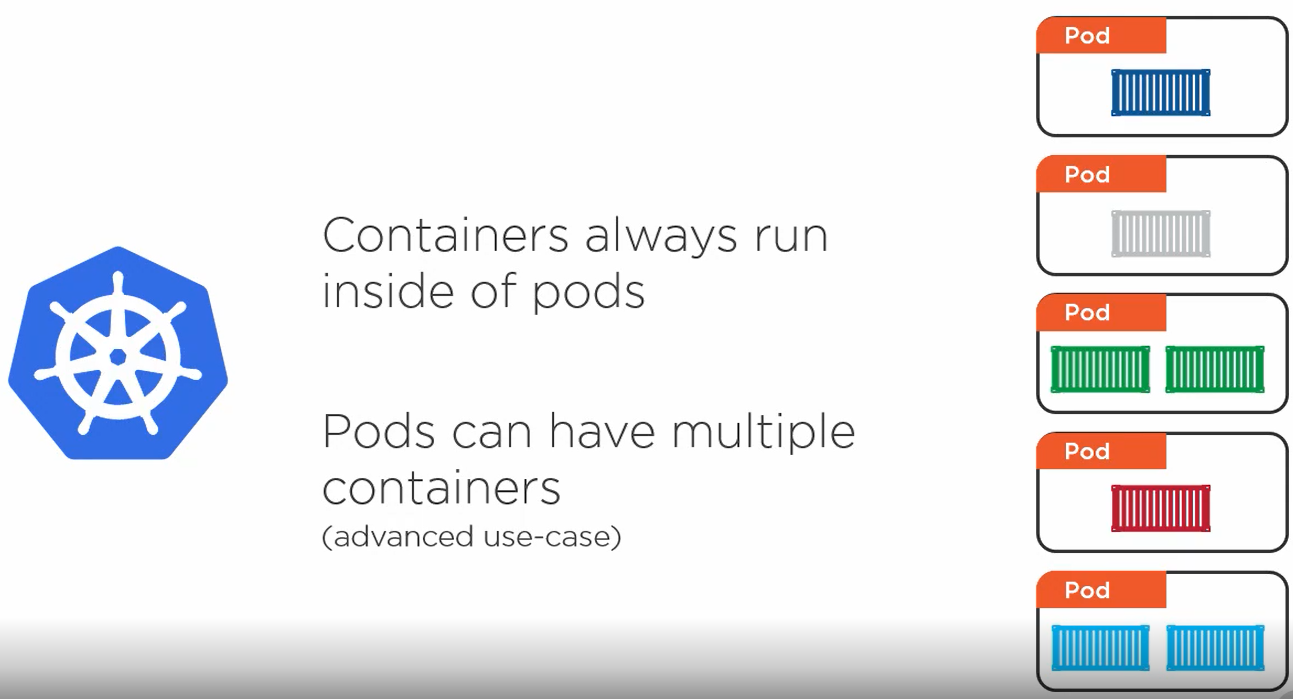 Containers always run
inside of pods
Pods can have multiple
containers
(advanced use-case)
Pod
Pod
Pod
Pod
Pod